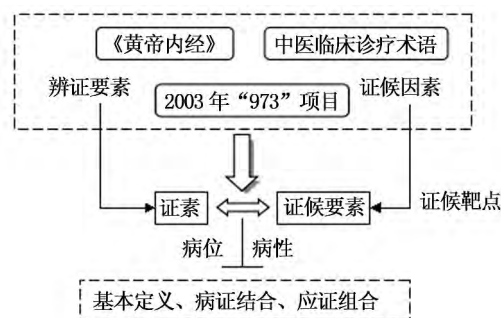 《黄帝内经》 中医临床诊疗术语
辨证要素 证候因素
2003年“973”项目
证素 证候要素 证候靶点
病位 病性
基本定义、病证结合、应证组合